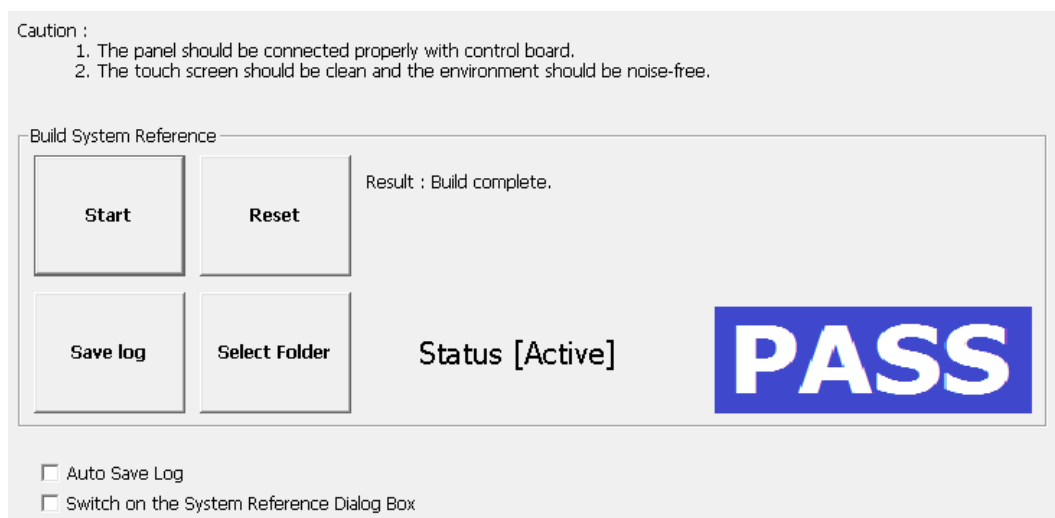 Caution :
1. The panel should be connected properly with control board.
2. The touch screen should be clean and the environment should be noise-free.
Build System Reference
Start
Reset
Result : Build complete.
Save log
Select Folder
Status [Active]
PASS
Auto Save Log
Switch on the System Reference Dialog Box